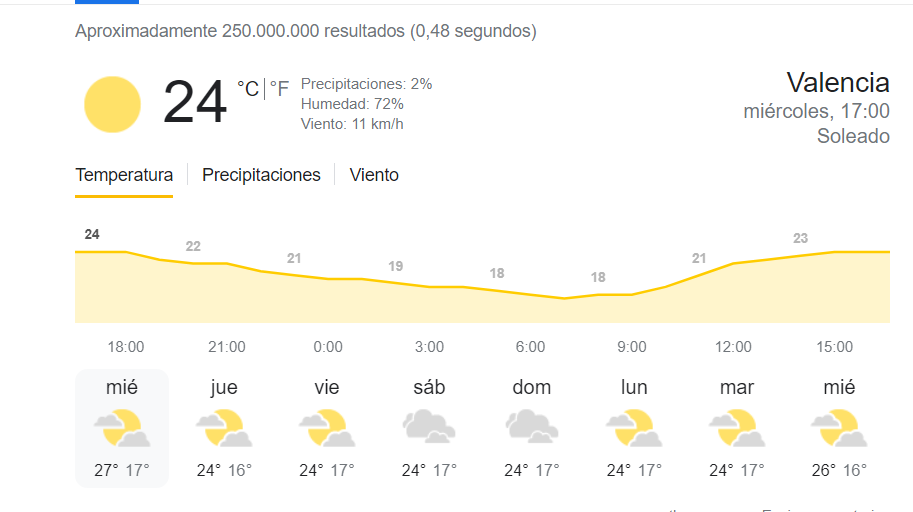 Aproximadamente 250.000.000 resultados (0,48 segundos)
24 °C | °F
Precipitaciones: 2%
Humedad: 72%
Viento: 11 km/h
Valencia
miércoles, 17:00
Soleado
Temperatura | Precipitaciones | Viento
24 22 21 19 18 18 21 23
18:00 21:00 0:00 3:00 6:00 9:00 12:00 15:00
mié jue vie sáb dom lun mar mié
27° 17° 24° 16° 24° 17° 24° 17° 24° 17° 24° 17° 24° 17° 26° 16°